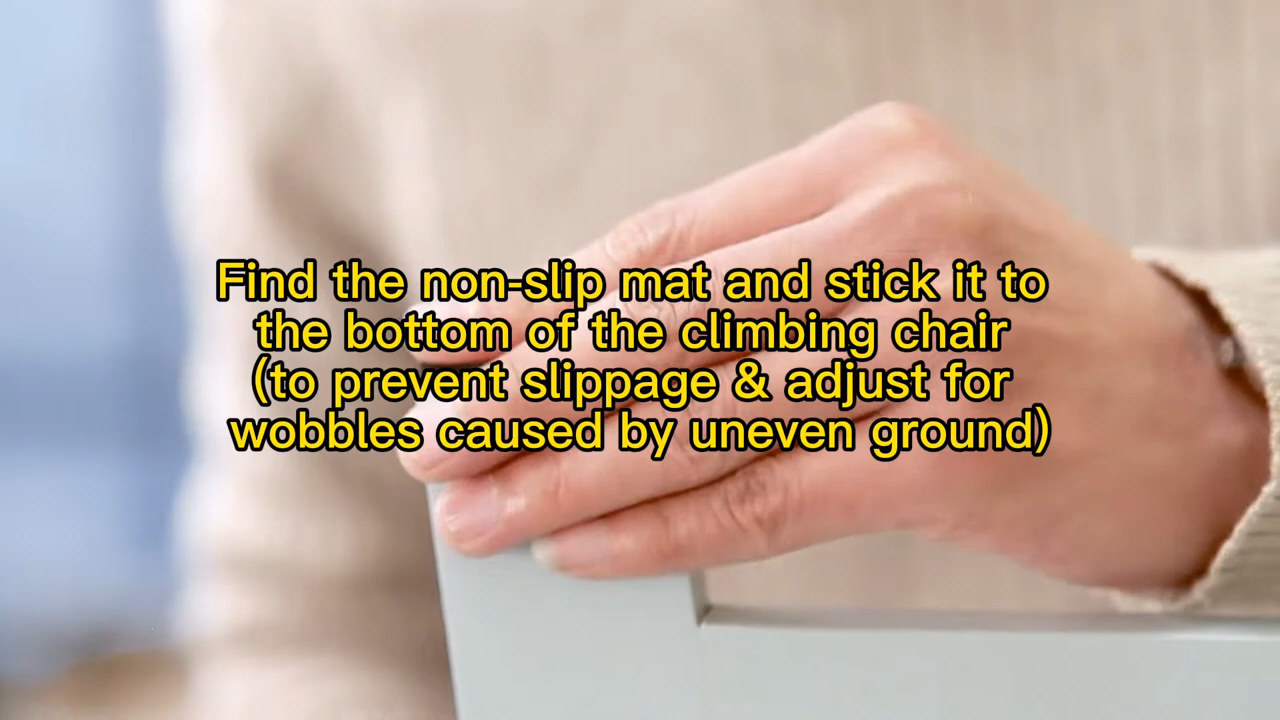 Find the non-slip mat and stick it to
the bottom of the climbing chair
(to prevent slippage & adjust for
wobbles caused by uneven ground)